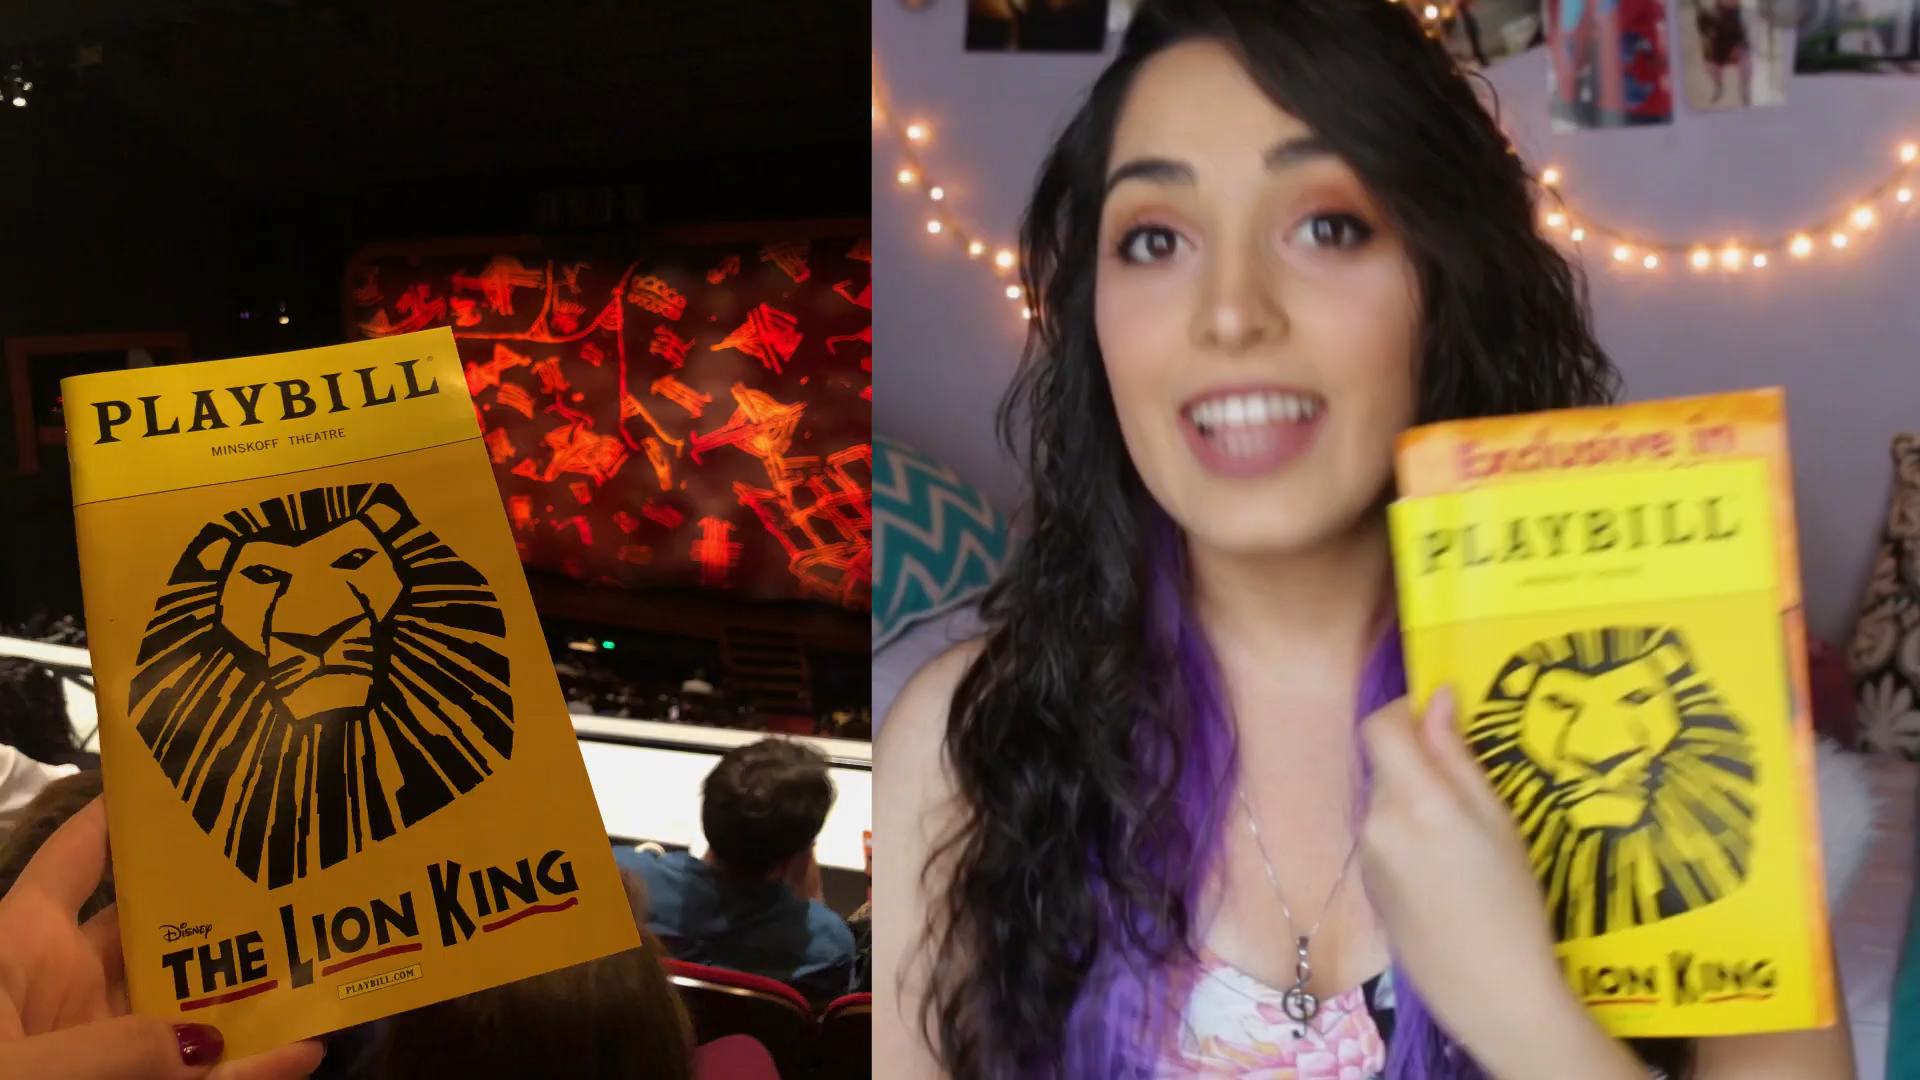 PLAYBILL®
MINSKOFF THEATRE
DISNEY
THE LION KING
PLAYBILL.COM
Exclusive in
PLAYBILL
LION KING